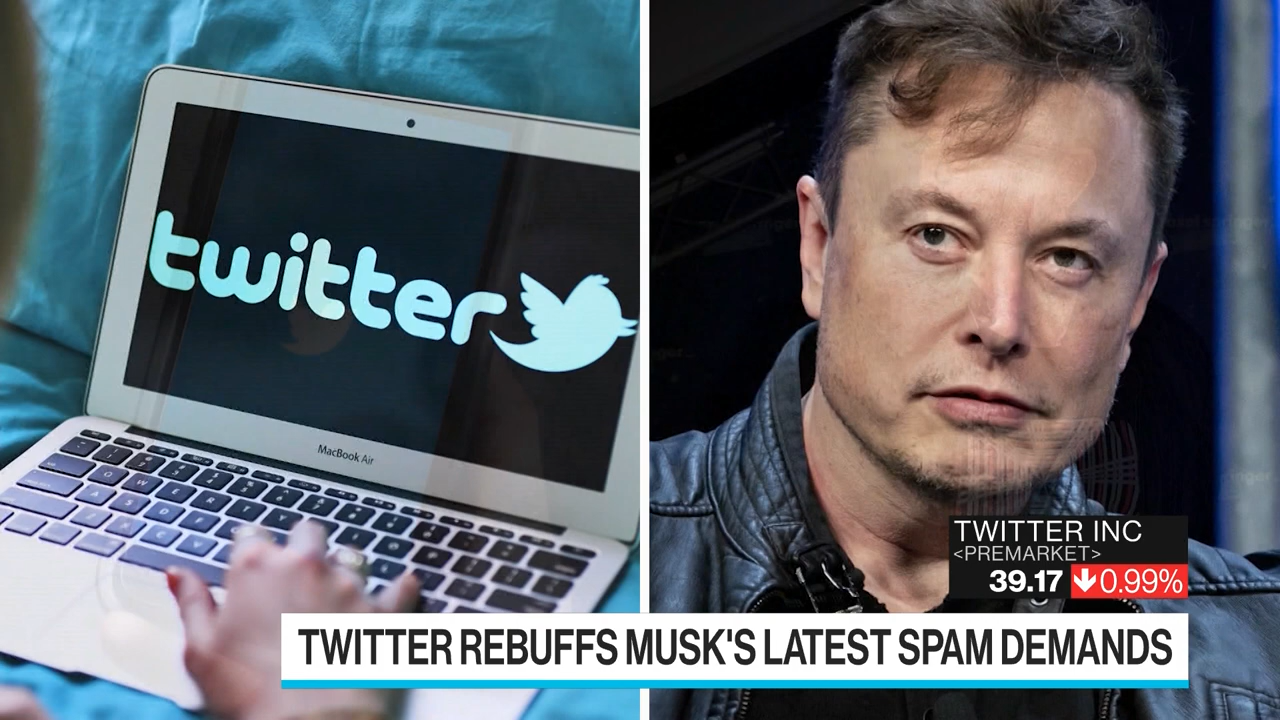 twitter
MacBook Air
TWITTER INC
<PREMARKET>
39.17 0.99%
TWITTER REBUFFS MUSK'S LATEST SPAM DEMANDS